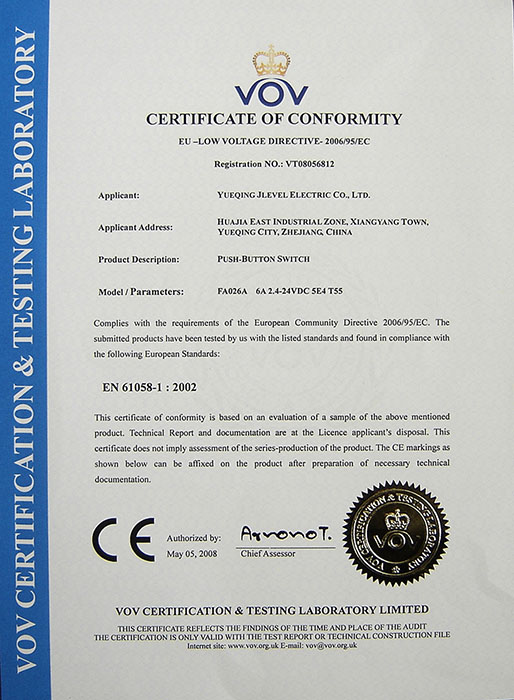 VOV CERTIFICATION & TESTING LABORATORY
VOV
CERTIFICATE OF CONFORMITY
EU –LOW VOLTAGE DIRECTIVE- 2006/95/EC
Registration NO.: VT08056812
Applicant: YUEQING JLEVEL ELECTRIC CO., LTD.
Applicant Address: HUAJIA EAST INDUSTRIAL ZONE, XIANGYANG TOWN,
YUEQING CITY, ZHEJIANG, CHINA
Product Description: PUSH-BUTTON SWITCH
Model / Parameters: FA026A 6A 2.4-24VDC 5E4 T55
Complies with the requirements of the European Community Directive 2006/95/EC. The
submitted products have been tested by us with the listed standards and found in compliance with
the following European Standards:
EN 61058-1 : 2002
This certificate of conformity is based on an evaluation of a sample of the above mentioned
product. Technical Report and documentation are at the Licence applicant's disposal. This
certificate does not imply assessment of the series-production of the product. The CE markings as
shown below can be affixed on the product after preparation of necessary technical
documentation.
CE
Authorized by:
May 05, 2008
Chief Assessor
VOV CERTIFICATION & TESTING LABORATORY
VOV
VOV CERTIFICATION & TESTING LABORATORY LIMITED
THIS CERTIFICATE REFLECTS THE FINDINGS OF THE TIME AND PLACE OF THE AUDIT
THE CERTIFICATION IS ONLY VALID WITH THE TEST REPORT OR TECHNICAL CONSTRUCTION FILE
Internet site: www.vov.org.uk E-mail: vov@vov.org.uk